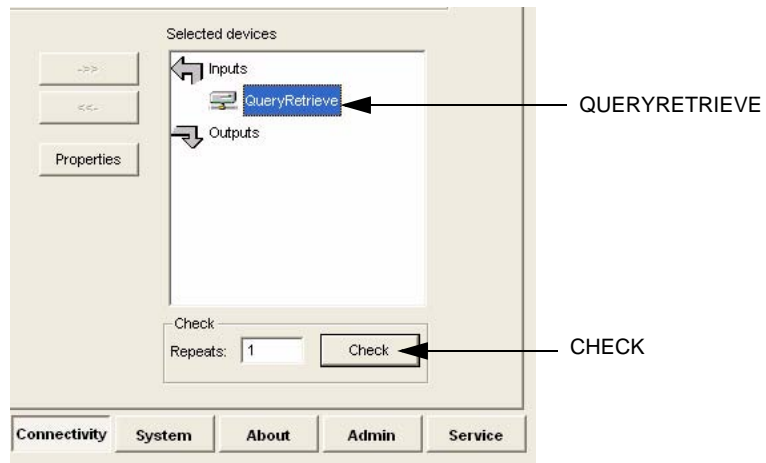 Selected devices
->>
Inputs
<<-
QueryRetrieve
QUERYRETRIEVE
Outputs
Properties
Check
Repeats: 1 Check
CHECK
Connectivity System About Admin Service